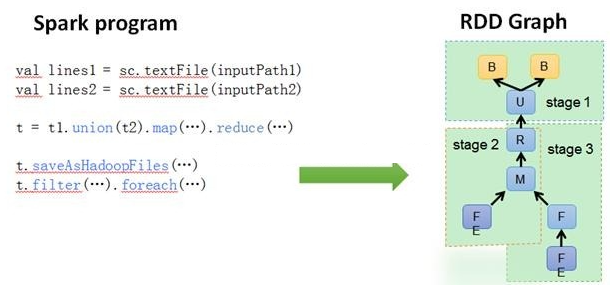 Spark program
val lines1 = sc.textFile(inputPath1)
val lines2 = sc.textFile(inputPath2)
t = t1.union(t2).map(…).reduce(…)
t.saveAsHadoopFiles(…)
t.filter(…).foreach(…)
RDD Graph
B B
U stage 1
stage 2 R stage 3
M
F
E
F
F
E